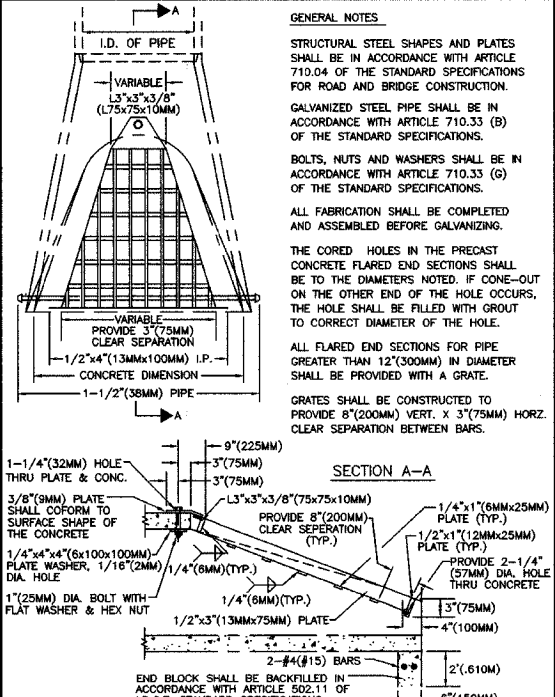 A
I.D. OF PIPE
VARIABLE
L3"x3"x3/8"
(L75x75x10MM)
VARIABLE
PROVIDE 3"(75MM)
CLEAR SEPARATION
1/2"x4"(13MMx100MM) I.P.
CONCRETE DIMENSION
1-1/2"(38MM) PIPE
A
GENERAL NOTES
STRUCTURAL STEEL SHAPES AND PLATES
SHALL BE IN ACCORDANCE WITH ARTICLE
710.04 OF THE STANDARD SPECIFICATIONS
FOR ROAD AND BRIDGE CONSTRUCTION.
GALVANIZED STEEL PIPE SHALL BE IN
ACCORDANCE WITH ARTICLE 710.33 (B)
OF THE STANDARD SPECIFICATIONS.
BOLTS, NUTS AND WASHERS SHALL BE IN
ACCORDANCE WITH ARTICLE 710.33 (G)
OF THE STANDARD SPECIFICATIONS.
ALL FABRICATION SHALL BE COMPLETED
AND ASSEMBLED BEFORE GALVANIZING.
THE CORED HOLES IN THE PRECAST
CONCRETE FLARED END SECTIONS SHALL
BE TO THE DIAMETERS NOTED. IF CONE-OUT
ON THE OTHER END OF THE HOLE OCCURS,
THE HOLE SHALL BE FILLED WITH GROUT
TO CORRECT DIAMETER OF THE HOLE.
ALL FLARED END SECTIONS FOR PIPE
GREATER THAN 12"(300MM) IN DIAMETER
SHALL BE PROVIDED WITH A GRATE.
GRATES SHALL BE CONSTRUCTED TO
PROVIDE 8"(200MM) VERT. X 3"(75MM) HORZ.
CLEAR SEPARATION BETWEEN BARS.
SECTION A-A
9"(225MM)
3"(75MM)
3"(75MM)
1-1/4"(32MM) HOLE
THRU PLATE & CONC.
3/8"(9MM) PLATE
SHALL COFORM TO
SURFACE SHAPE OF
THE CONCRETE
1/4"x4"x4"(6x100x100MM)
PLATE WASHER, 1/16"(2MM)
DIA. HOLE
1"(25MM) DIA. BOLT WITH
FLAT WASHER & HEX NUT
L3"x3"x3/8"(75x75x10MM)
PROVIDE 8"(200MM)
CLEAR SEPERATION
(TYP.)
1/4"x1"(6MMx25MM)
PLATE (TYP.)
1/2"x1"(12MMx25MM)
PLATE (TYP.)
PROVIDE 2-1/4"
(57MM) DIA. HOLE
THRU CONCRETE
1/4"(6MM)(TYP.)
1/4"(6MM)(TYP.)
1/2"x3"(13MMx75MM) PLATE
3"(75MM)
4"(100MM)
2-#4(#15) BARS
2'(.610M)
END BLOCK SHALL BE BACKFILLED IN
ACCORDANCE WITH ARTICLE 502.11 OF